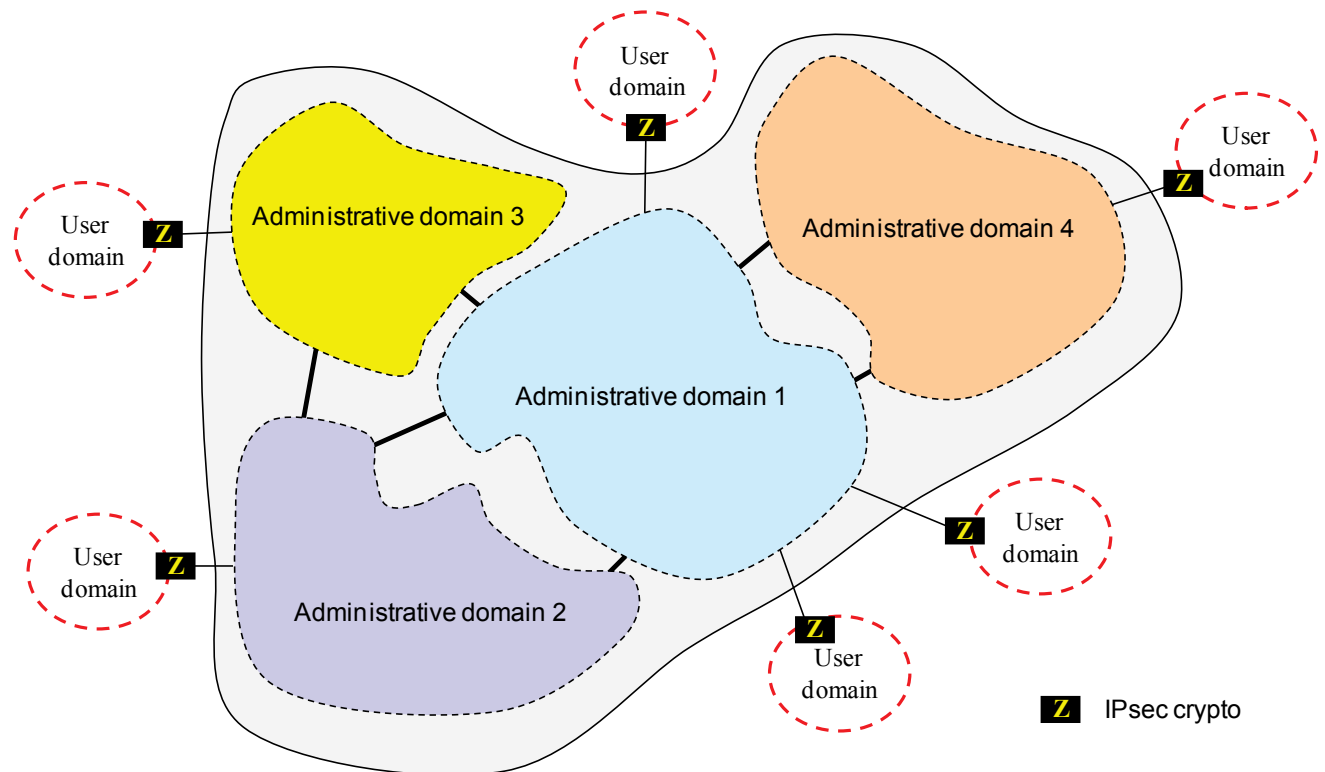 User
domain
Z
User
domain
Z
Administrative domain 3
Administrative domain 4
User
domain
Z
Z
User
domain
Administrative domain 1
User
domain
Z
Z
User
domain
Administrative domain 2
Z
User
domain
Z
IPsec crypto